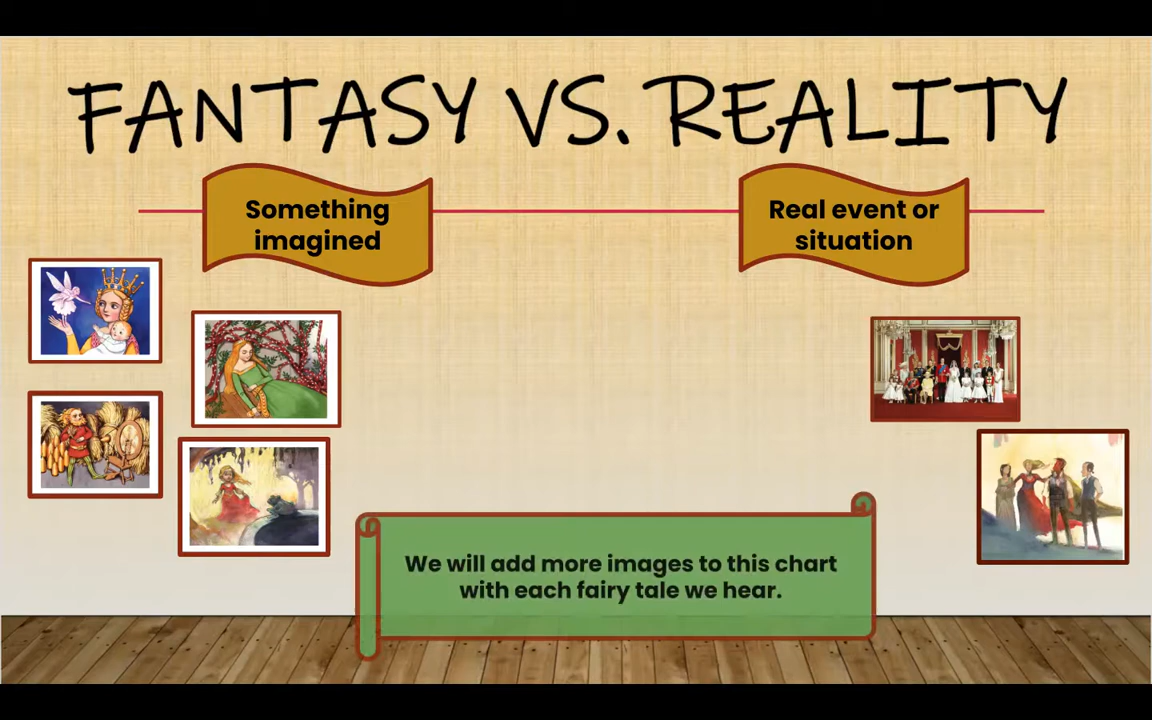 FANTASY VS. REALITY
Something
imagined
Real event or
situation
We will add more images to this chart
with each fairy tale we hear.